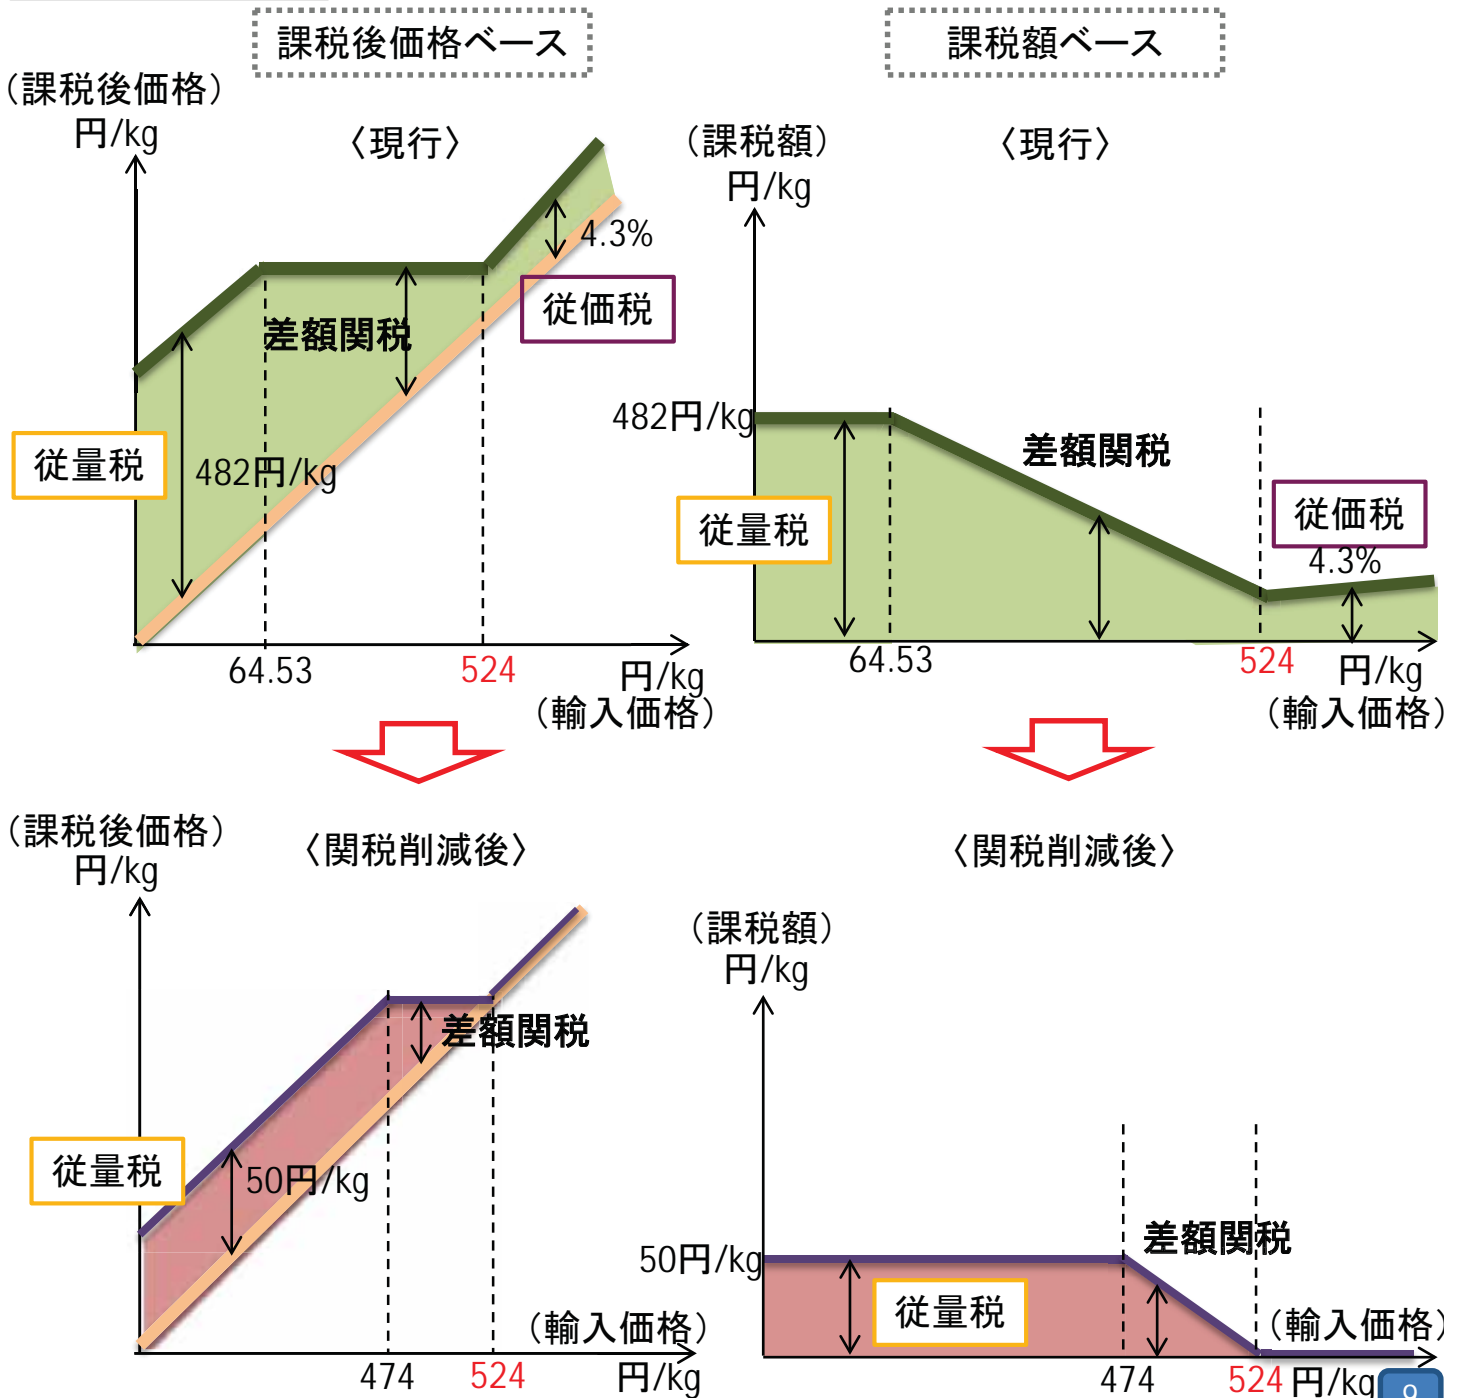 課税後価格ベース
(課税後価格)
円/kg
〈現行〉
4.3%
従価税
差額関税
従量税
482円/kg
64.53
524
円/kg
(輸入価格)
課税額ベース
(課税額)
円/kg
〈現行〉
482円/kg
差額関税
従量税
従価税
4.3%
64.53
524
円/kg
(輸入価格)
(課税後価格)
円/kg
〈関税削減後〉
差額関税
従量税
50円/kg
(輸入価格)
474
524
円/kg
〈関税削減後〉
(課税額)
円/kg
差額関税
50円/kg
従量税
(輸入価格)
474
524
円/kg